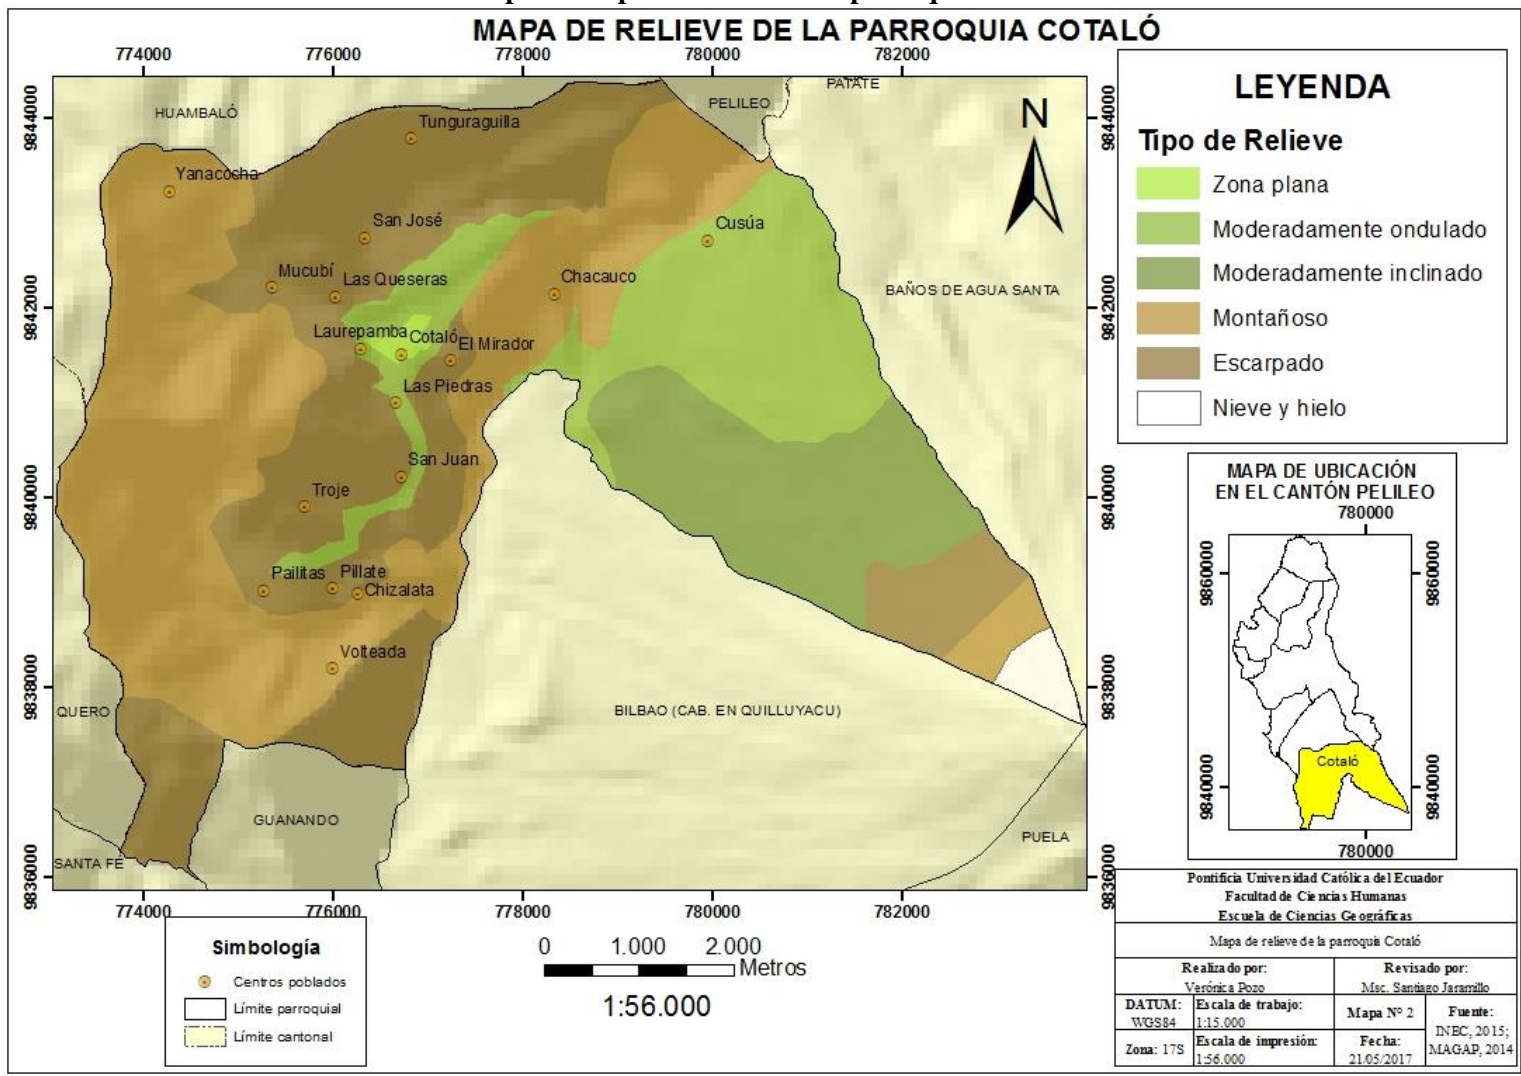 MAPA DE RELIEVE DE LA PARROQUIA COTALÓ
774000 776000 778000 780000 782000
9844000
9842000
9840000
9838000
9836000
HUAMBALÓ
PELILEO
PATATE
Tunguraguilla
Yanacocha
San José
Cusúa
Mucubí
Las Queseras
Chacauco
BAÑOS DE AGUA SANTA
Laurepamba
Cotaló
El Mirador
Las Piedras
San Juan
Troje
Pailitas
Pillate
Chizalata
Volteada
QUERO
BILBAO (CAB. EN QUILLUYACU)
GUANANDO
PUELA
SANTA FÉ
N
9844000
9842000
9840000
9838000
9836000
774000 776000 778000 780000 782000
LEYENDA
Tipo de Relieve
Zona plana
Moderadamente ondulado
Moderadamente inclinado
Montañoso
Escarpado
Nieve y hielo
MAPA DE UBICACIÓN
EN EL CANTÓN PELILEO
780000
9860000
9840000
Cotaló
9860000
9840000
780000
Simbología
Centros poblados
Límite parroquial
Límite cantonal
0 1.000 2.000
Metros
1:56.000
Pontificia Universidad Católica del Ecuador
Facultad de Ciencias Humanas
Escuela de Ciencias Geográficas
Mapa de relieve de la parroquia Cotaló
Realizado por:
Verónica Pozo
Revisado por:
Msc. Santiago Jaramillo
DATUM:
WGS84
Escala de trabajo:
1:15.000
Mapa Nº 2
Fuente:
INEC, 2015;
MAGAP, 2014
Zona: 17S
Escala de impresión:
1:56.000
Fecha:
21/05/2017